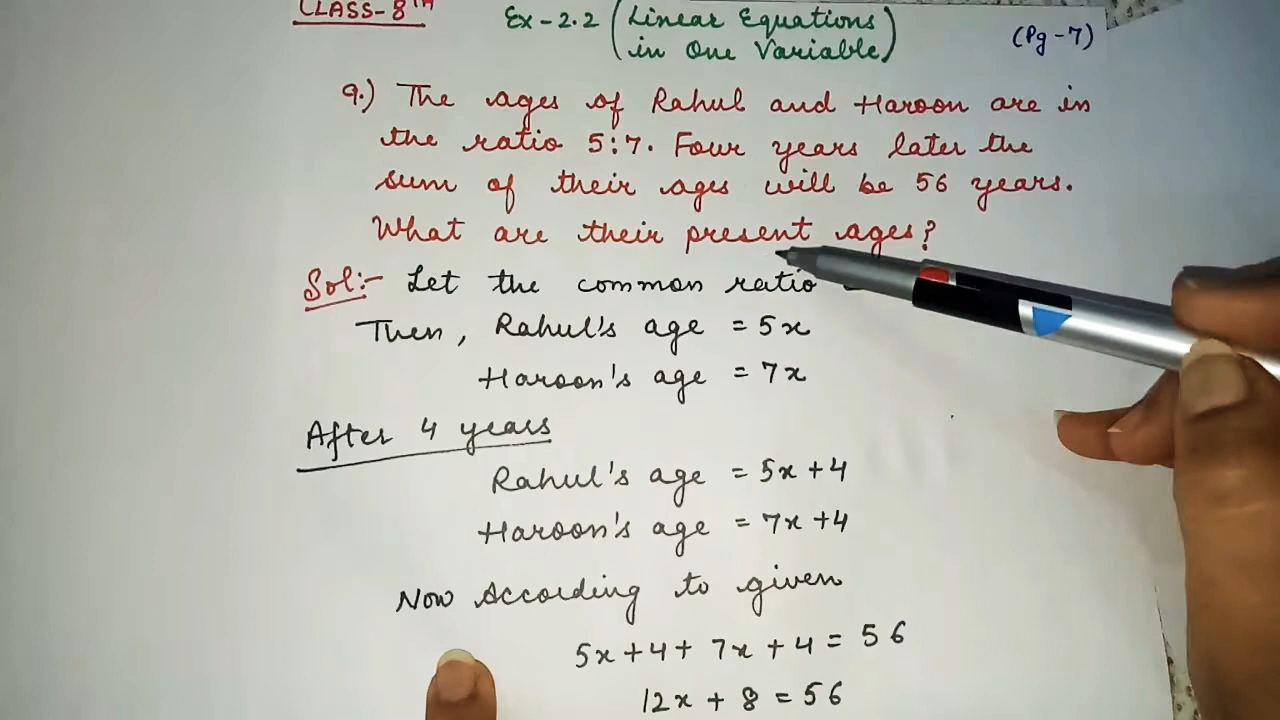 CLASS-8TH
Ex-2.2 (Linear Equations
in One Variable)
(Pg-7)
9.) The ages of Rahul and Haroon are in
the ratio 5:7. Four years later the
sum of their ages will be 56 years.
What are their present ages?
Sol:- Let the common ratio
Then, Rahul's age = 5x
Haroon's age = 7x
After 4 years
Rahul's age = 5x+4
Haroon's age = 7x+4
Now According to given
5x+4+ 7x+4=56
12x+8=56